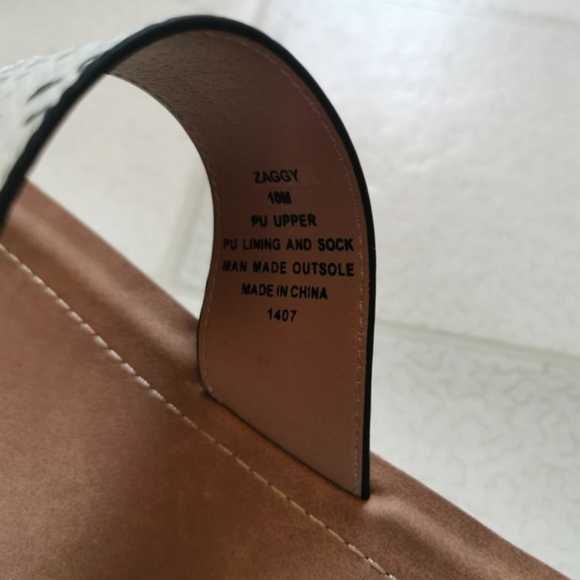 ZAGGY
10M
PU UPPER
PU LINING AND SOCK
MAN MADE OUTSOLE
MADE IN CHINA
1407